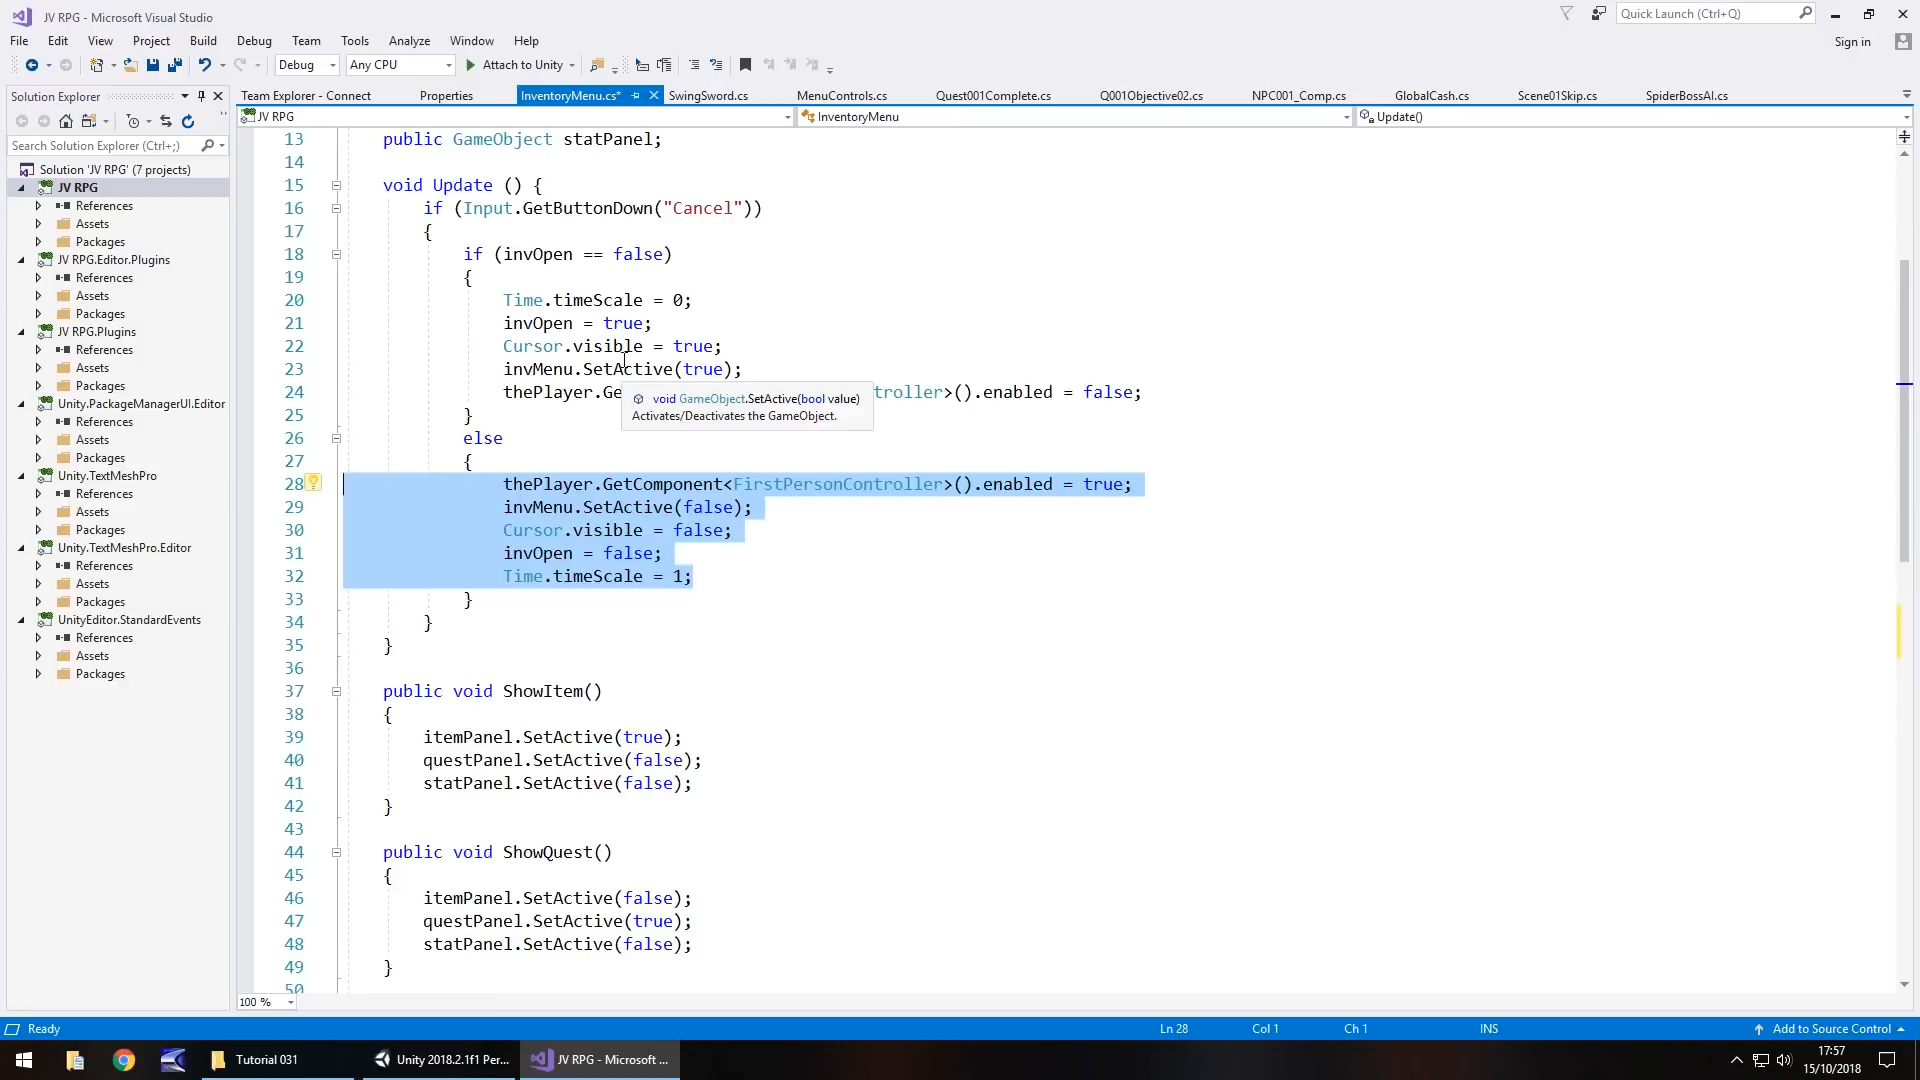 JV RPG - Microsoft Visual Studio
Quick Launch (Ctrl+Q)
File Edit View Project Build Debug Team Tools Analyze Window Help
Sign in
Debug Any CPU Attach to Unity
Solution Explorer
Team Explorer - Connect Properties InventoryMenu.cs* SwingSword.cs MenuControls.cs Quest001Complete.cs Q001Objective02.cs NPC001_Comp.cs GlobalCash.cs Scene01Skip.cs SpiderBossAI.cs
JV RPG InventoryMenu Update()
Search Solution Explorer (Ctrl+;)
Solution 'JV RPG' (7 projects)
JV RPG
References
Assets
Packages
JV RPG.Editor.Plugins
References
Assets
Packages
JV RPG.Plugins
References
Assets
Packages
Unity.PackageManagerUI.Editor
References
Assets
Packages
Unity.TextMeshPro
References
Assets
Packages
Unity.TextMeshPro.Editor
References
Assets
Packages
UnityEditor.StandardEvents
References
Assets
Packages
13 public GameObject statPanel;
14
15 void Update () {
16 if (Input.GetButtonDown("Cancel"))
17 {
18 if (invOpen == false)
19 {
20 Time.timeScale = 0;
21 invOpen = true;
22 Cursor.visible = true;
23 invMenu.SetActive(true);
24 thePlayer.Ge troller>().enabled = false;
void GameObject.SetActive(bool value)
Activates/Deactivates the GameObject.
25 }
26 else
27 {
28 thePlayer.GetComponent<FirstPersonController>().enabled = true;
29 invMenu.SetActive(false);
30 Cursor.visible = false;
31 invOpen = false;
32 Time.timeScale = 1;
33 }
34 }
35 }
36
37 public void ShowItem()
38 {
39 itemPanel.SetActive(true);
40 questPanel.SetActive(false);
41 statPanel.SetActive(false);
42 }
43
44 public void ShowQuest()
45 {
46 itemPanel.SetActive(false);
47 questPanel.SetActive(true);
48 statPanel.SetActive(false);
49 }
50
100 %
Ready Ln 28 Col 1 Ch 1 INS Add to Source Control
Tutorial 031 Unity 2018.2.1f1 Per... JV RPG - Microsoft ...
17:57
15/10/2018